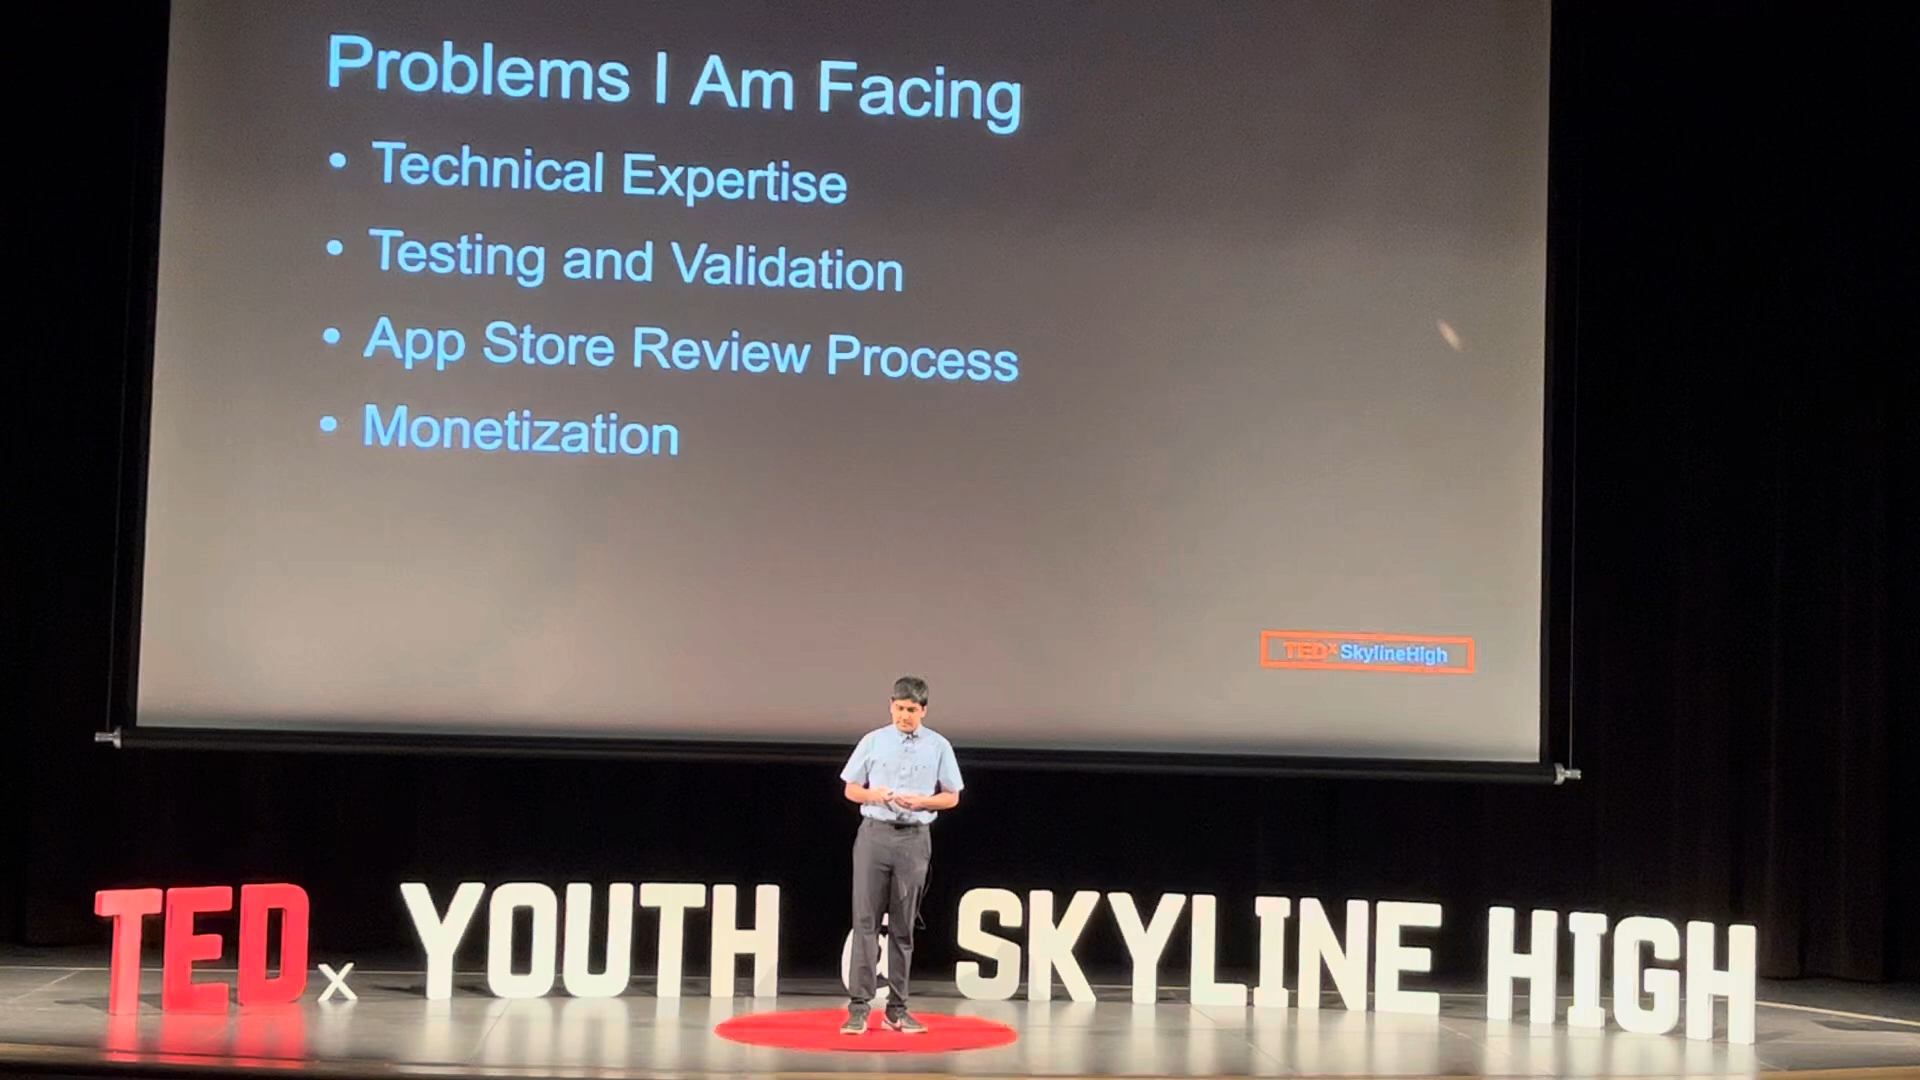 Problems I Am Facing
• Technical Expertise
• Testing and Validation
• App Store Review Process
• Monetization
TEDx SkylineHigh
TEDx YOUTH @ SKYLINE HIGH